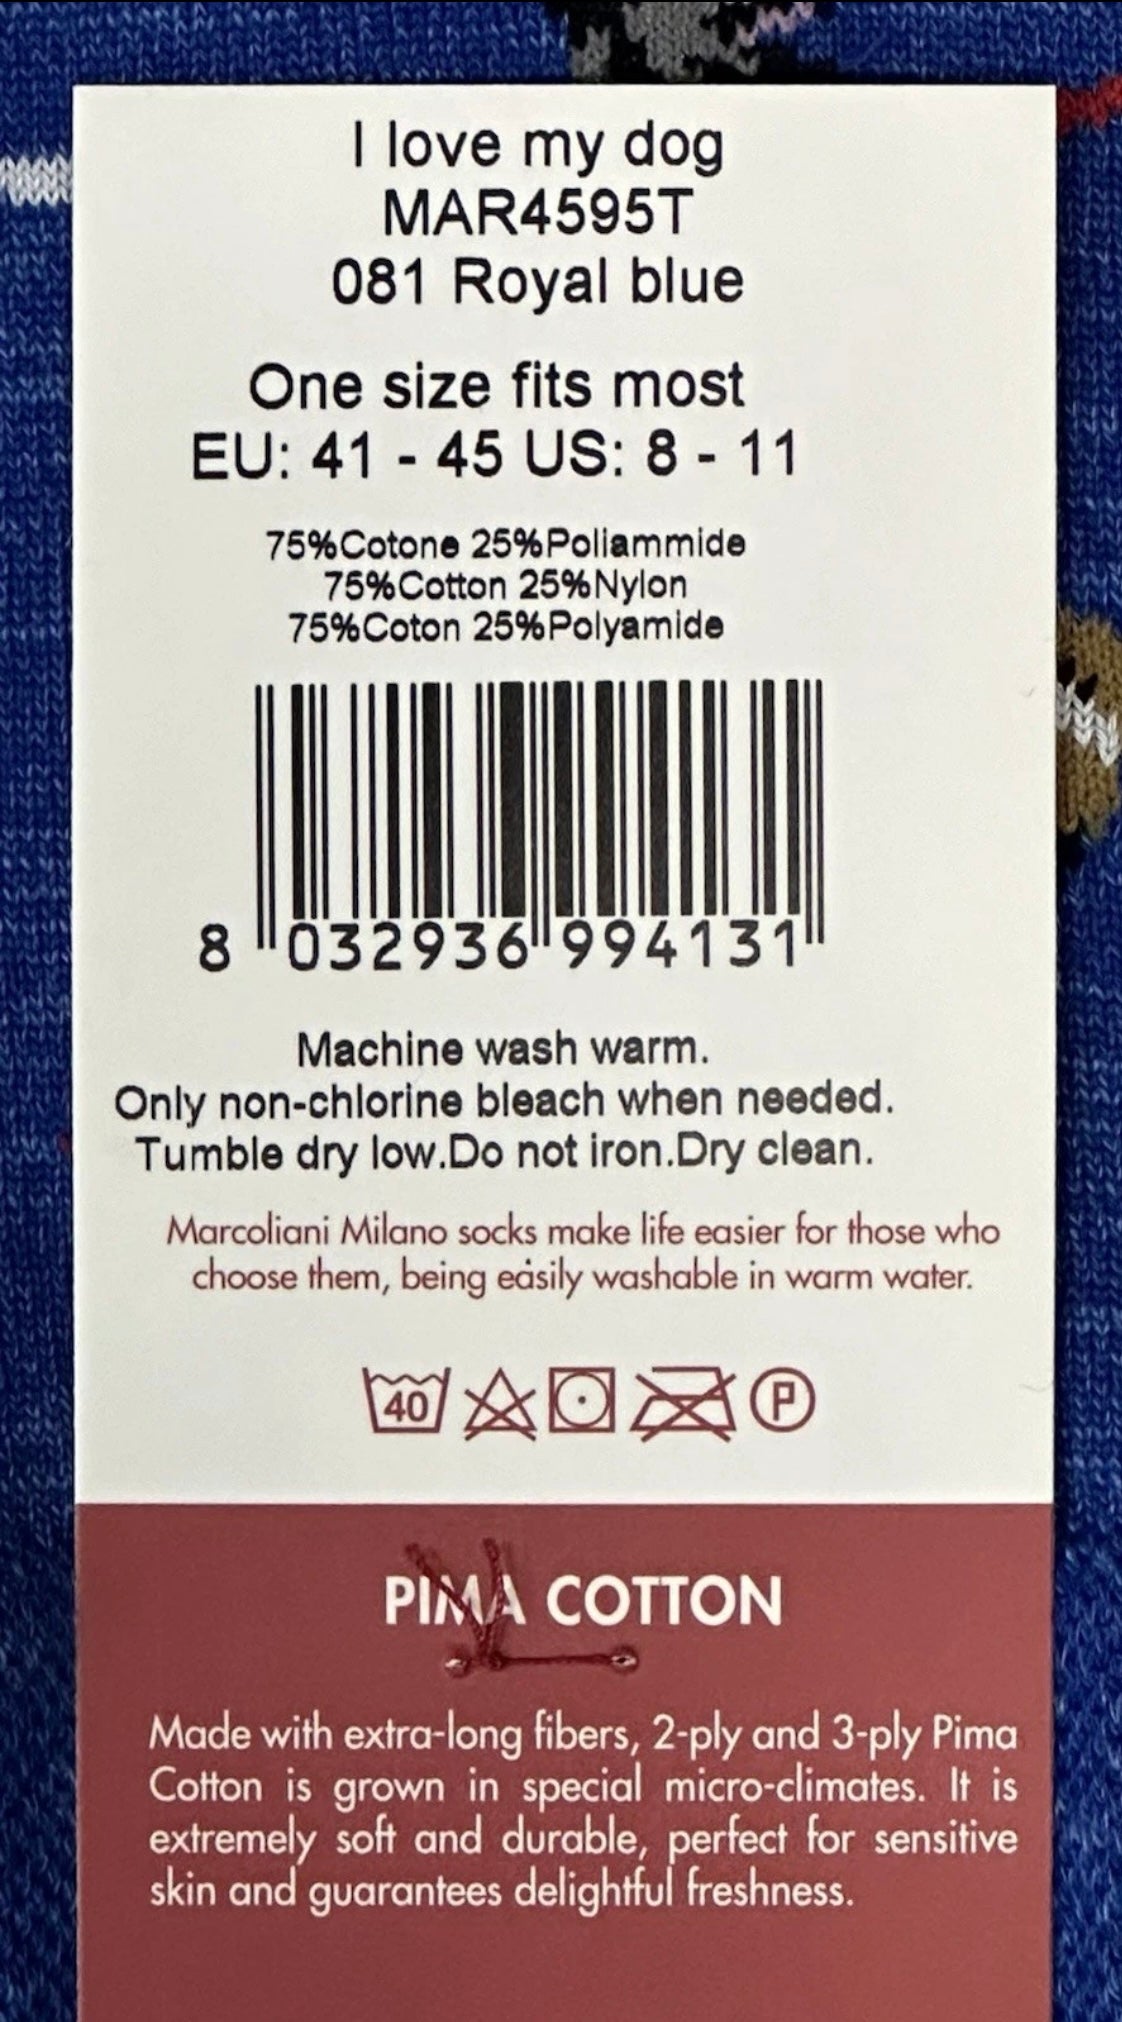 I love my dog
MAR4595T
081 Royal blue
One size fits most
EU: 41 - 45 US: 8 - 11
75%Cotone 25%Poliammide
75%Cotton 25%Nylon
75%Coton 25%Polyamide
8 032936 994131
Machine wash warm.
Only non-chlorine bleach when needed.
Tumble dry low.Do not iron.Dry clean.
Marcoliani Milano socks make life easier for those who
choose them, being easily washable in warm water.
40 P
PIMA COTTON
Made with extra-long fibers, 2-ply and 3-ply Pima
Cotton is grown in special micro-climates. It is
extremely soft and durable, perfect for sensitive
skin and guarantees delightful freshness.